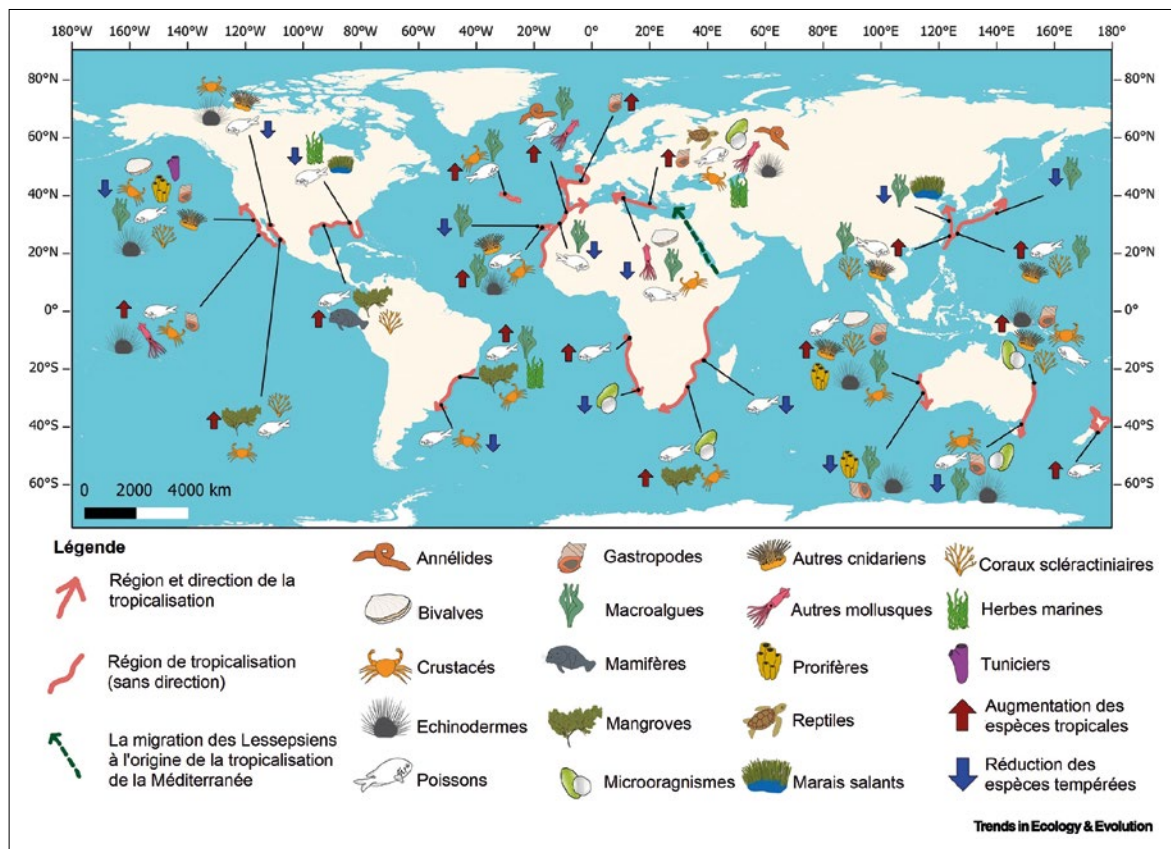 180°W 160°W 140°W 120°W 100°W 80°W 60°W 40°W 20°W 0° 20°E 40°E 60°E 80°E 100°E 120°E 140°E 160°E 180°E
80°N 80°N
60°N 60°N
40°N 40°N
20°N 20°N
0° 0°
20°S 20°S
40°S 40°S
60°S 60°S
0 2000 4000 km
Légende
Région et direction de la
tropicalisation
Région de tropicalisation
(sans direction)
La migration des Lessepsiens
à l'origine de la tropicalisation
de la Méditerranée
Annélides
Bivalves
Crustacés
Echinodermes
Poissons
Gastropodes
Macroalgues
Mamifères
Mangroves
Microoragnismes
Autres cnidariens
Autres mollusques
Prorifères
Reptiles
Marais salants
Coraux scléractiniaires
Herbes marines
Tuniciers
Augmentation des
espèces tropicales
Réduction des
espèces tempérées
Trends in Ecology & Evolution